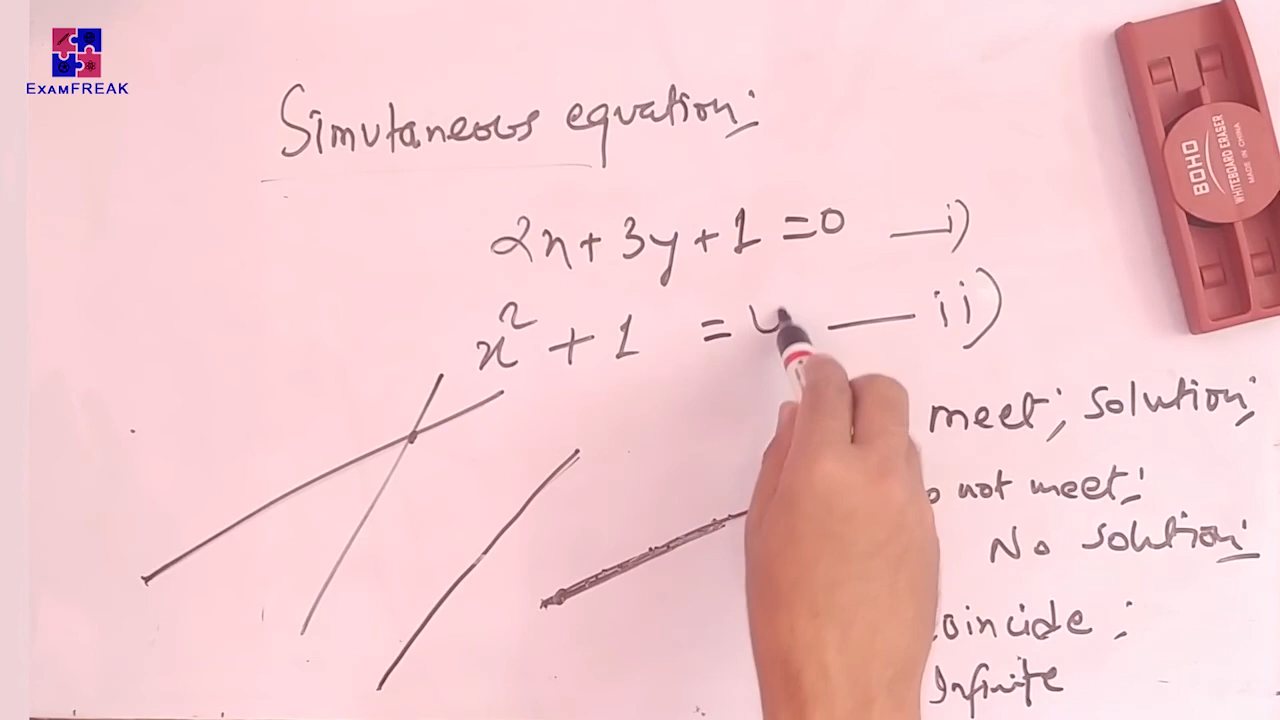 ExamFREAK
Simutaneous equation:
2x + 3y + 1 = 0 — i)
x² + 1 = — ii)
meet; solution;
not meet:
No solution:
Infinite
BOHO
WHITEBOARD ERASER
MADE IN CHINA